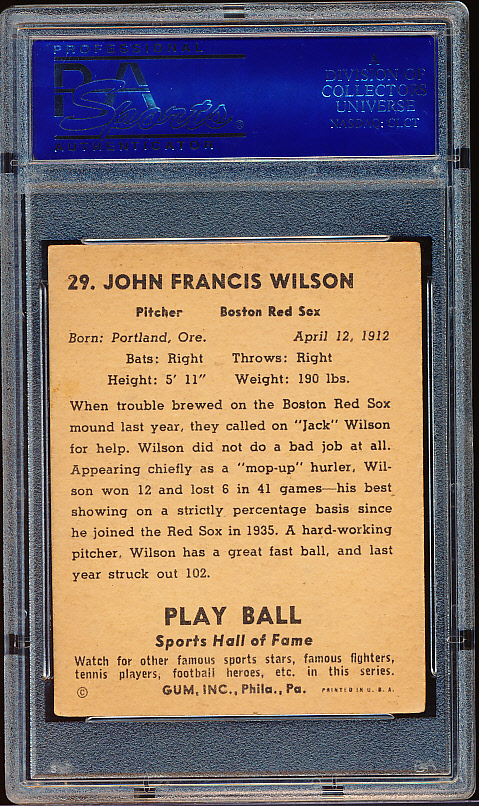 PROFESSIONAL
PSA
Sports
AUTHENTICATOR
A
DIVISION OF
COLLECTORS
UNIVERSE
NASDAQ: CLCT
29. JOHN FRANCIS WILSON
Pitcher Boston Red Sox
Born: Portland, Ore. April 12, 1912
Bats: Right Throws: Right
Height: 5' 11" Weight: 190 lbs.
When trouble brewed on the Boston Red Sox
mound last year, they called on "Jack" Wilson
for help. Wilson did not do a bad job at all.
Appearing chiefly as a "mop-up" hurler, Wil-
son won 12 and lost 6 in 41 games—his best
showing on a strictly percentage basis since
he joined the Red Sox in 1935. A hard-working
pitcher, Wilson has a great fast ball, and last
year struck out 102.
PLAY BALL
Sports Hall of Fame
Watch for other famous sports stars, famous fighters,
tennis players, football heroes, etc. in this series.
© GUM, INC., Phila., Pa. PRINTED IN U. S. A.